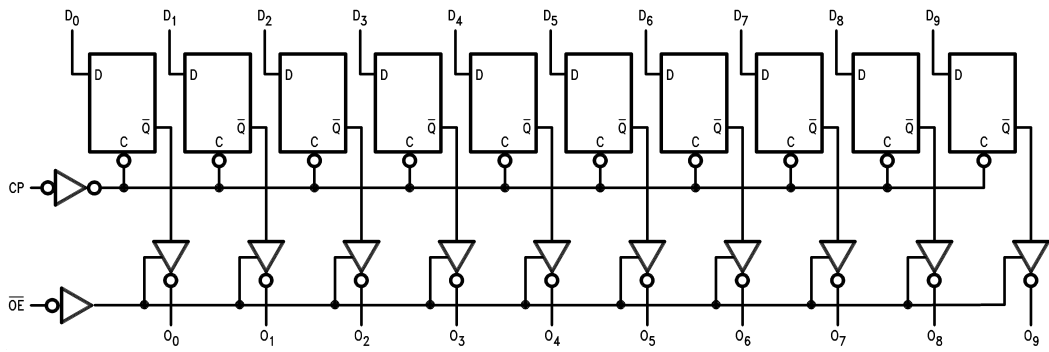 D0 D1 D2 D3 D4 D5 D6 D7 D8 D9
D D D D D D D D D D
Q̅ Q̅ Q̅ Q̅ Q̅ Q̅ Q̅ Q̅ Q̅ Q̅
C C C C C C C C C C
CP
O̅E̅
O0 O1 O2 O3 O4 O5 O6 O7 O8 O9